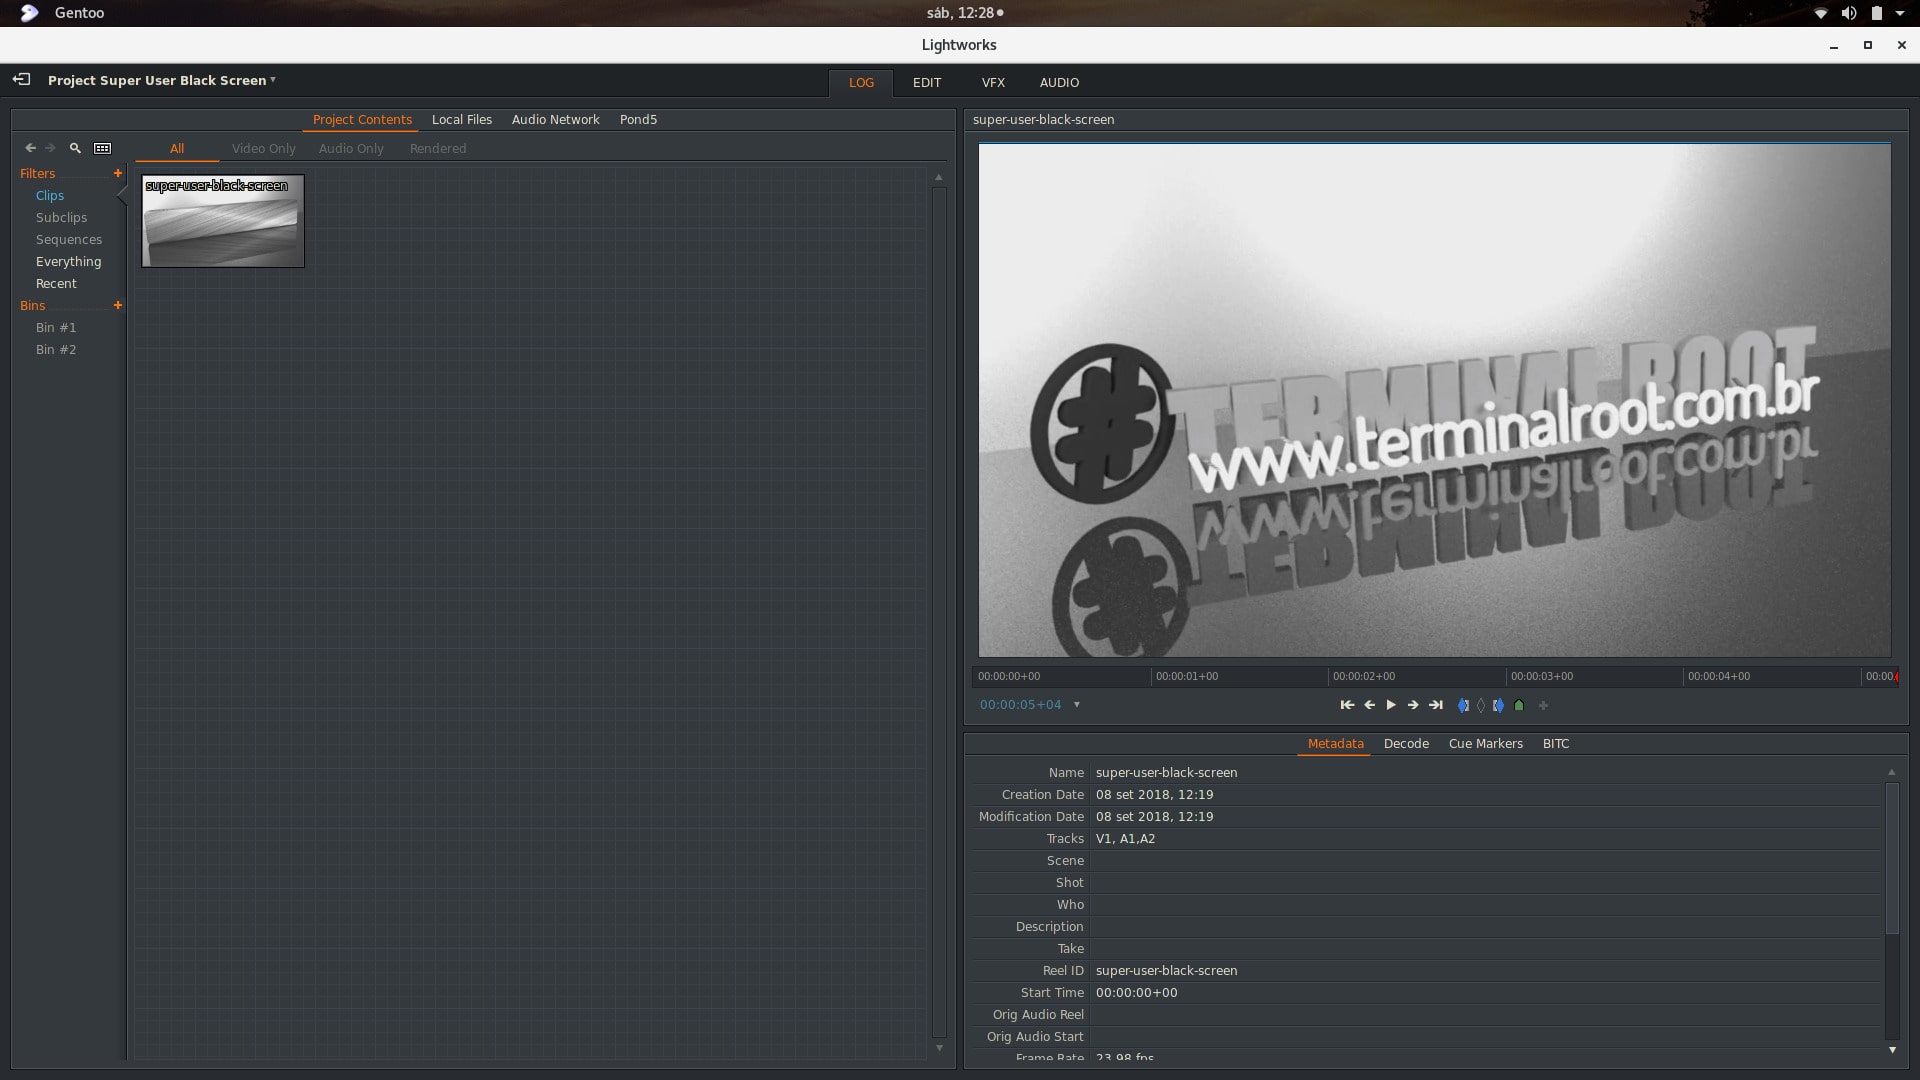 Gentoo
sáb, 12:28
Lightworks
Project Super User Black Screen
LOG EDIT VFX AUDIO
Project Contents Local Files Audio Network Pond5
All Video Only Audio Only Rendered
Filters
Clips
Subclips
Sequences
Everything
Recent
Bins
Bin #1
Bin #2
super-user-black-screen
super-user-black-screen
# TERMINAL ROOT
www.terminalroot.com.br
00:00:00+00 00:00:01+00 00:00:02+00 00:00:03+00 00:00:04+00 00:00:
00:00:05+04
Metadata Decode Cue Markers BITC
Name super-user-black-screen
Creation Date 08 set 2018, 12:19
Modification Date 08 set 2018, 12:19
Tracks V1, A1,A2
Scene
Shot
Who
Description
Take
Reel ID super-user-black-screen
Start Time 00:00:00+00
Orig Audio Reel
Orig Audio Start
Frame Rate 23.98 fps